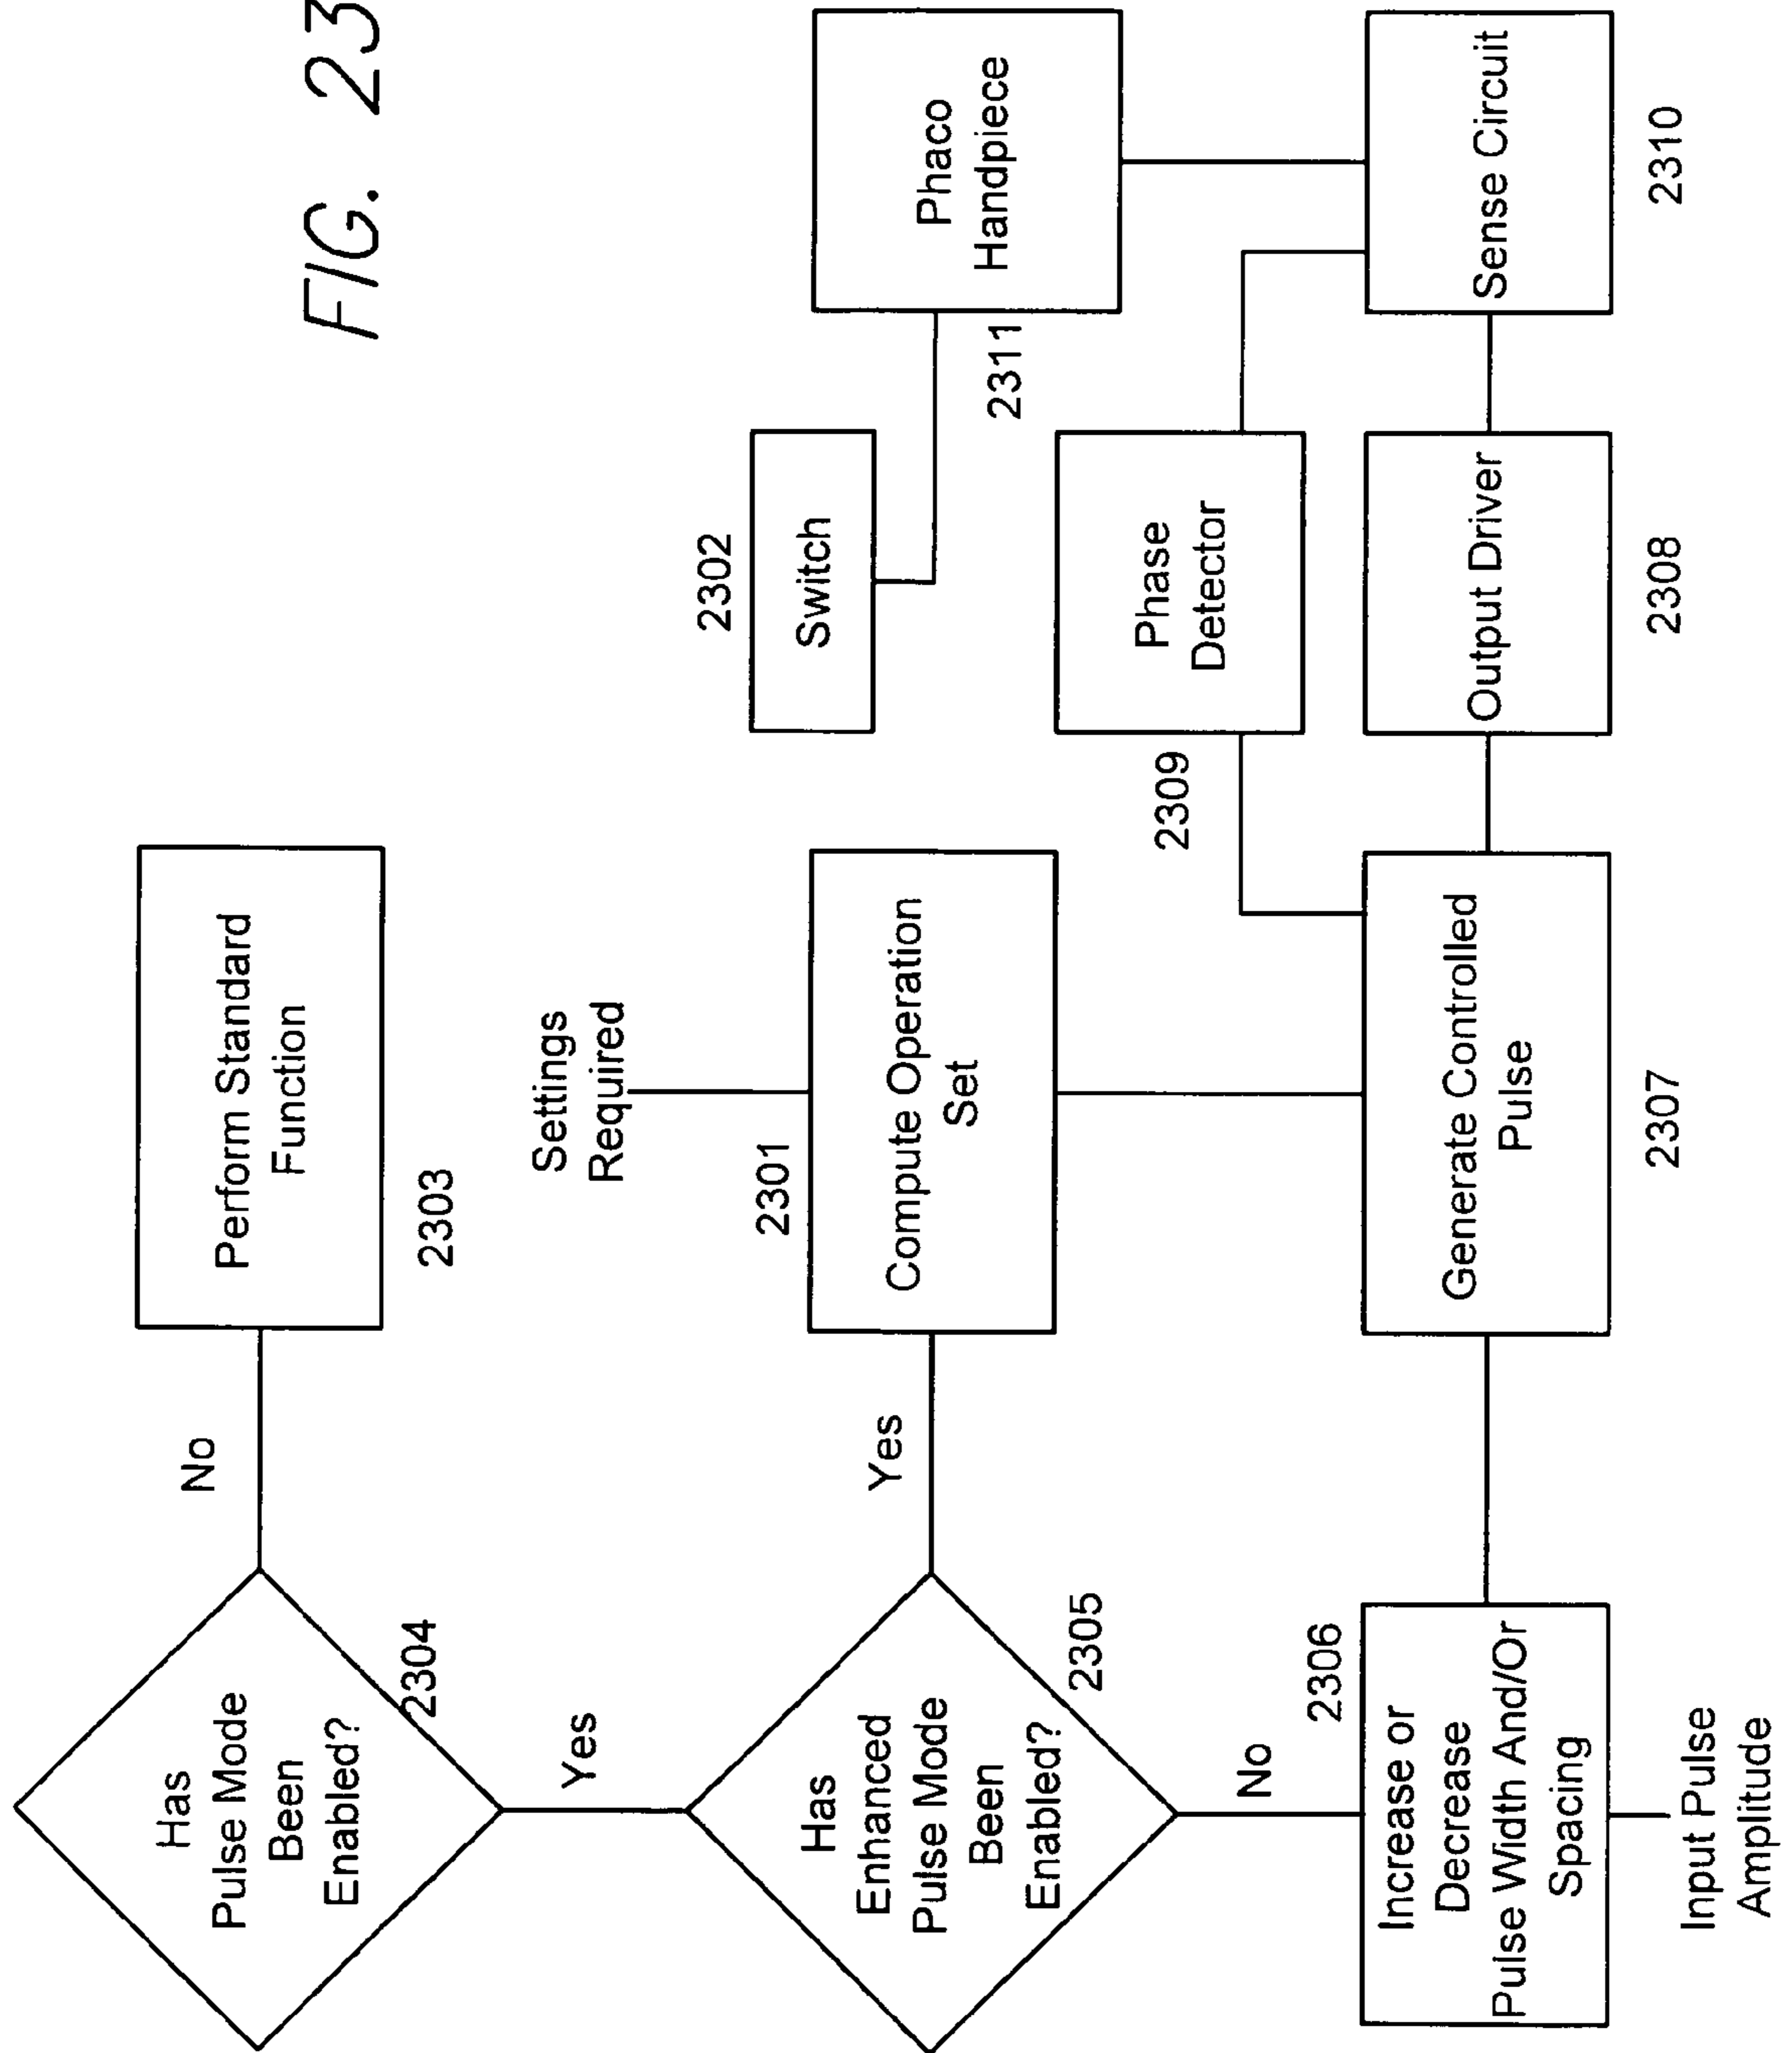 FIG. 23
Has
Pulse Mode
Been
Enabled?
2304
No
Perform Standard
Function
2303
Yes
Has
Enhanced
Pulse Mode
Been
Enabled?
2305
Yes
Settings
Required
2301
Compute Operation
Set
2302
Switch
Phaco
Handpiece
2311
No
2306
Increase or
Decrease
Pulse Width And/Or
Spacing
Input Pulse
Amplitude
Generate Controlled
Pulse
2307
2309
Phase
Detector
Output Driver
2308
Sense Circuit
2310